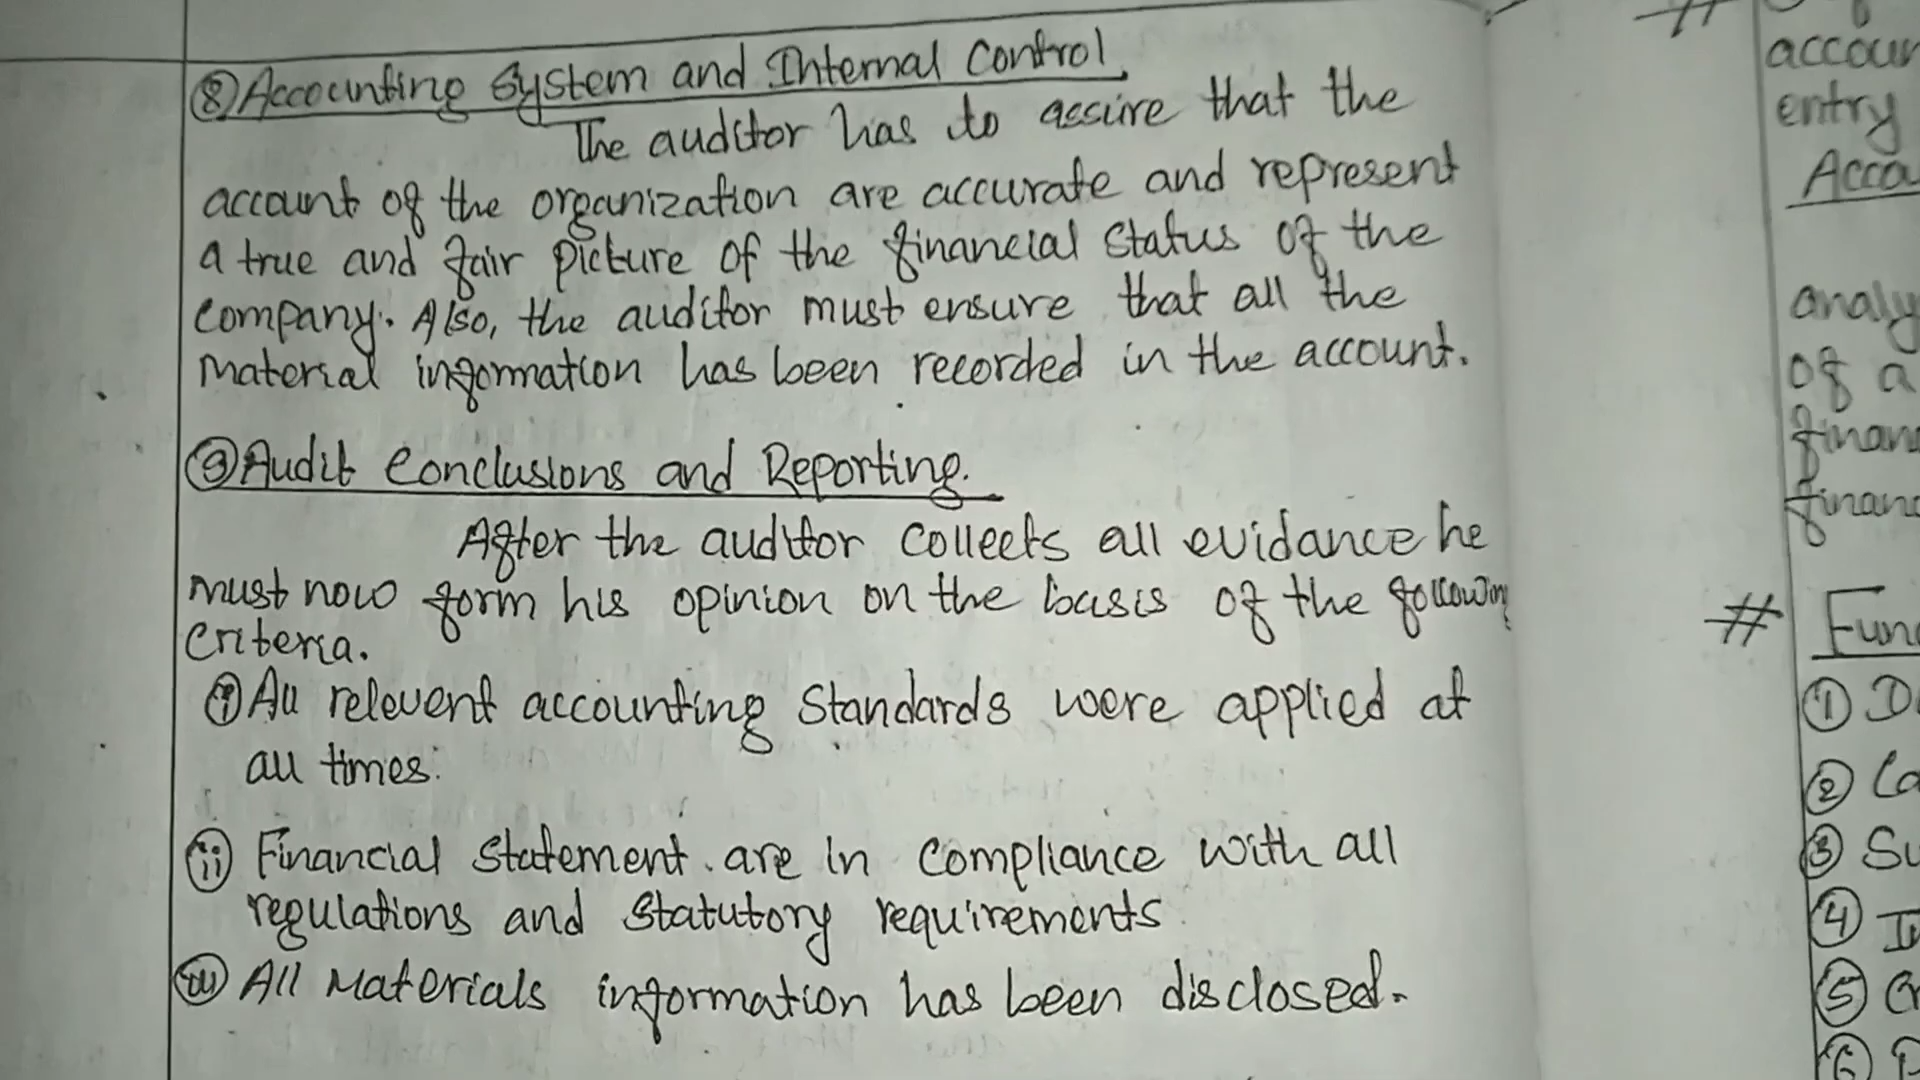 ⑧ Accounting System and Internal Control.
The auditor has to assure that the
account of the organization are accurate and represent
a true and fair picture of the financial status of the
company. Also, the auditor must ensure that all the
Material information has been recorded in the account.
⑨ Audit Conclusions and Reporting.
After the auditor collects all evidance he
must now form his opinion on the basis of the following
Criteria.
ⓘ All relevent accounting Standards were applied at
all times.
ⓘⓘ Financial Statement are in compliance with all
regulations and Statutory requirements
ⓘⓘⓘ All Materials information has been disclosed.
#
accoun
entry
Acco
analy
of a
finan
financ
# Func
① D
② Ca
③ Su
④ In
⑤
⑥